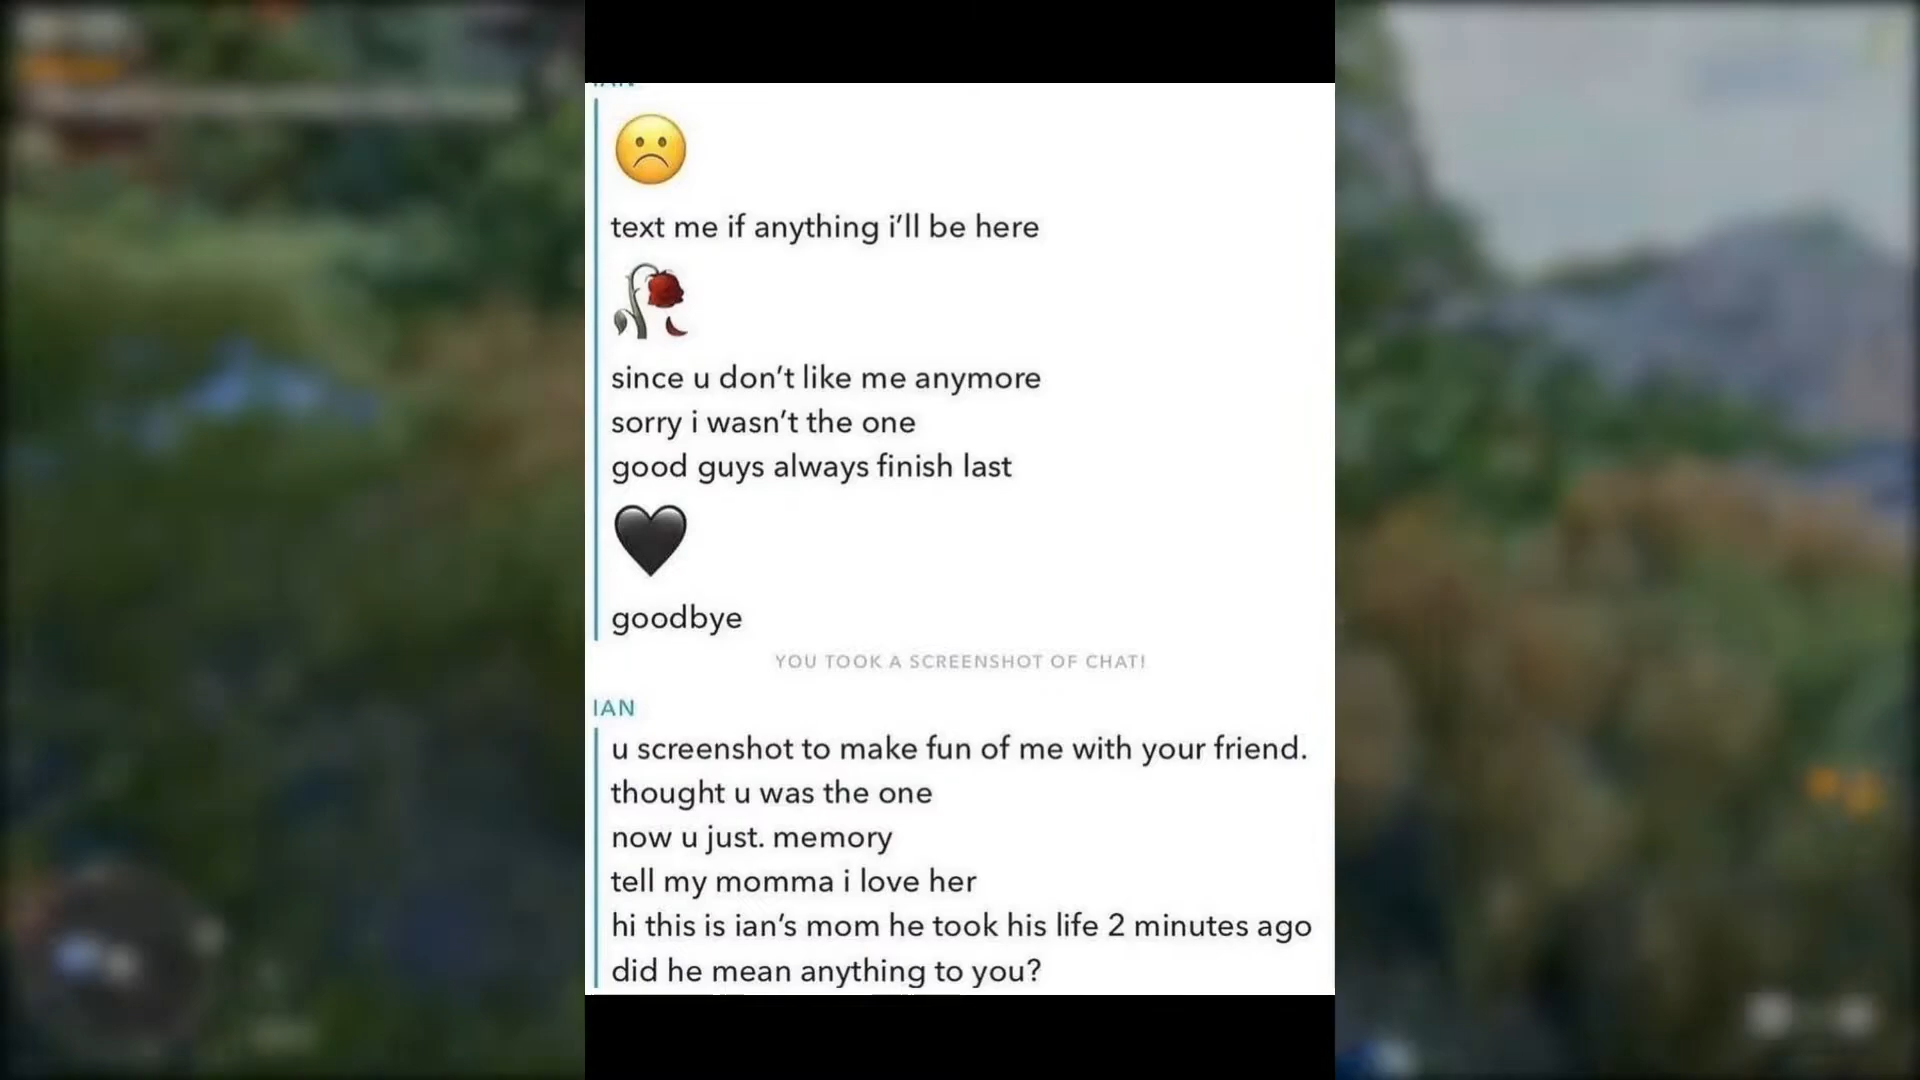 text me if anything i'll be here
since u don't like me anymore
sorry i wasn't the one
good guys always finish last
goodbye
YOU TOOK A SCREENSHOT OF CHAT!
IAN
u screenshot to make fun of me with your friend.
thought u was the one
now u just. memory
tell my momma i love her
hi this is ian's mom he took his life 2 minutes ago
did he mean anything to you?